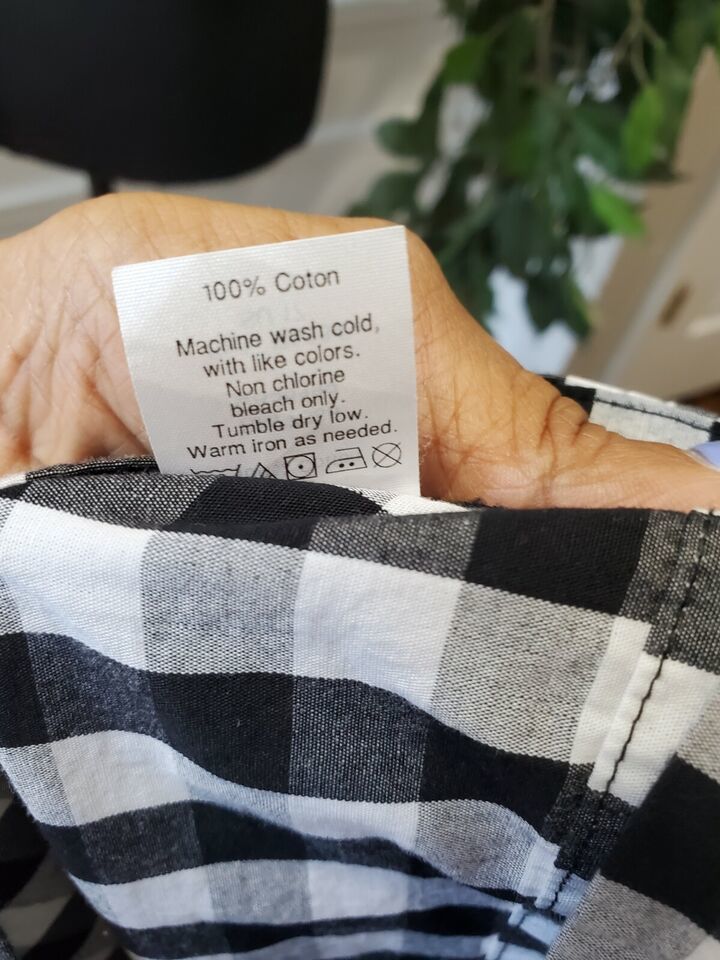 100% Coton
Machine wash cold,
with like colors.
Non chlorine
bleach only.
Tumble dry low.
Warm iron as needed.